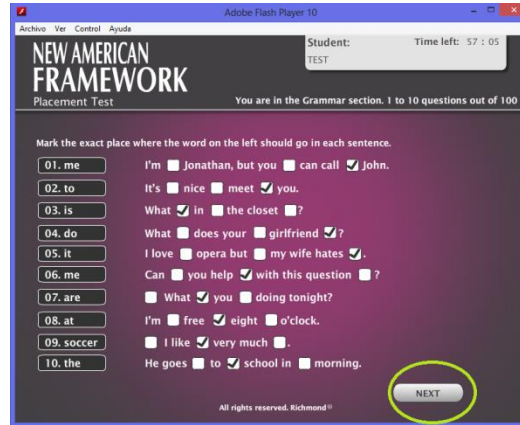 Adobe Flash Player 10
Archivo Ver Control Ayuda
NEW AMERICAN
FRAMEWORK
Placement Test
Student:
TEST
Time left: 57 : 05
You are in the Grammar section. 1 to 10 questions out of 100
Mark the exact place where the word on the left should go in each sentence.
01. me I'm Jonathan, but you can call John.
02. to It's nice meet you.
03. is What in the closet ?
04. do What does your girlfriend ?
05. it I love opera but my wife hates .
06. me Can you help with this question ?
07. are What you doing tonight?
08. at I'm free eight o'clock.
09. soccer I like very much .
10. the He goes to school in morning.
NEXT
All rights reserved. Richmond®